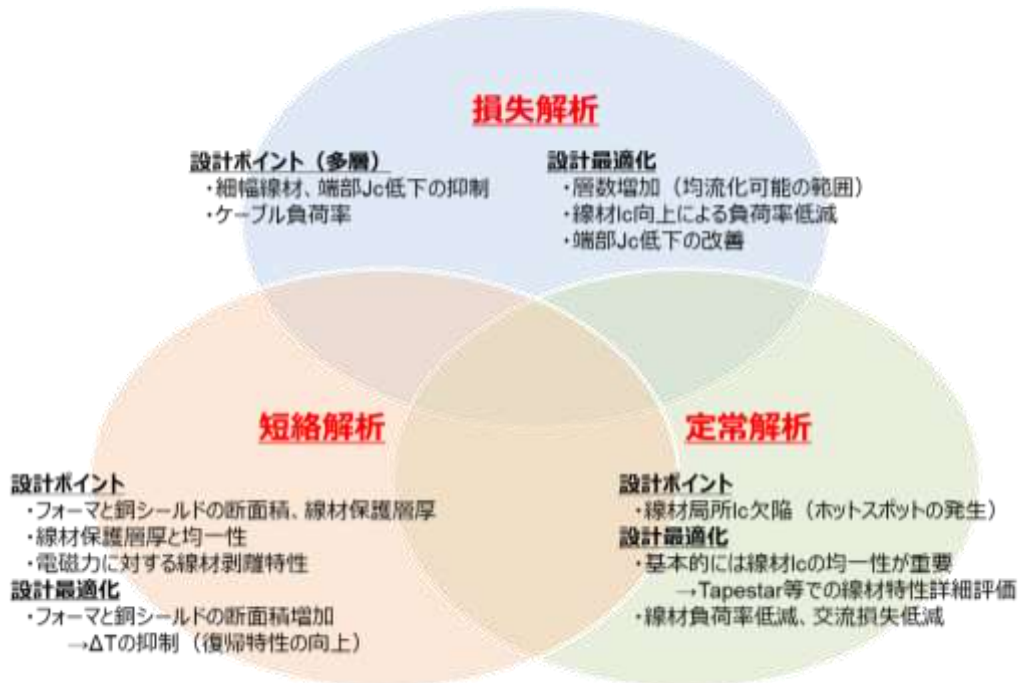 損失解析
設計ポイント（多層）
・細幅線材、端部Jc低下の抑制
・ケーブル負荷率
設計最適化
・層数増加（均流化可能の範囲）
・線材Ic向上による負荷率低減
・端部Jc低下の改善
短絡解析
設計ポイント
・フォーマと銅シールドの断面積、線材保護層厚
・線材保護層厚と均一性
・電磁力に対する線材剥離特性
設計最適化
・フォーマと銅シールドの断面積増加
→ΔTの抑制（復帰特性の向上）
定常解析
設計ポイント
・線材局所Ic欠陥（ホットスポットの発生）
設計最適化
・基本的には線材Icの均一性が重要
→Tapestar等での線材特性詳細評価
・線材負荷率低減、交流損失低減